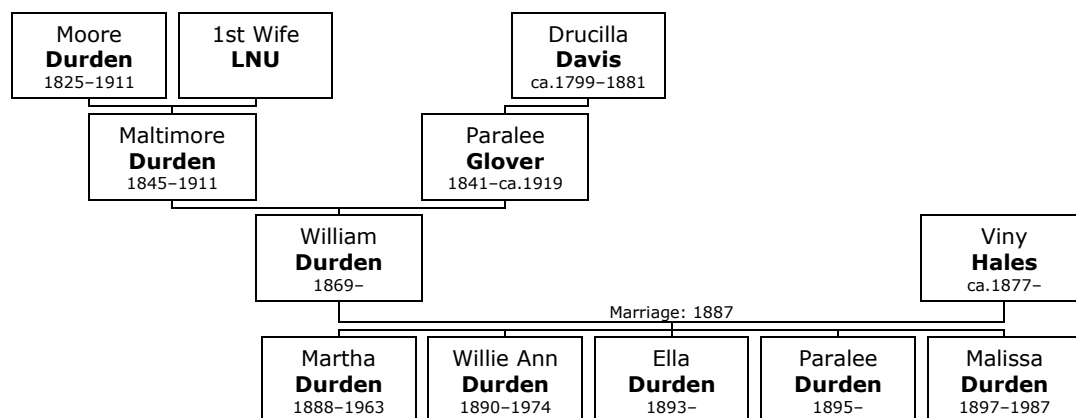 Moore
Durden
1825–1911
1st Wife
LNU
Drucilla
Davis
ca.1799–1881
Maltimore
Durden
1845–1911
Paralee
Glover
1841–ca.1919
William
Durden
1869–
Viny
Hales
ca.1877–
Marriage: 1887
Martha
Durden
1888–1963
Willie Ann
Durden
1890–1974
Ella
Durden
1893–
Paralee
Durden
1895–
Malissa
Durden
1897–1987